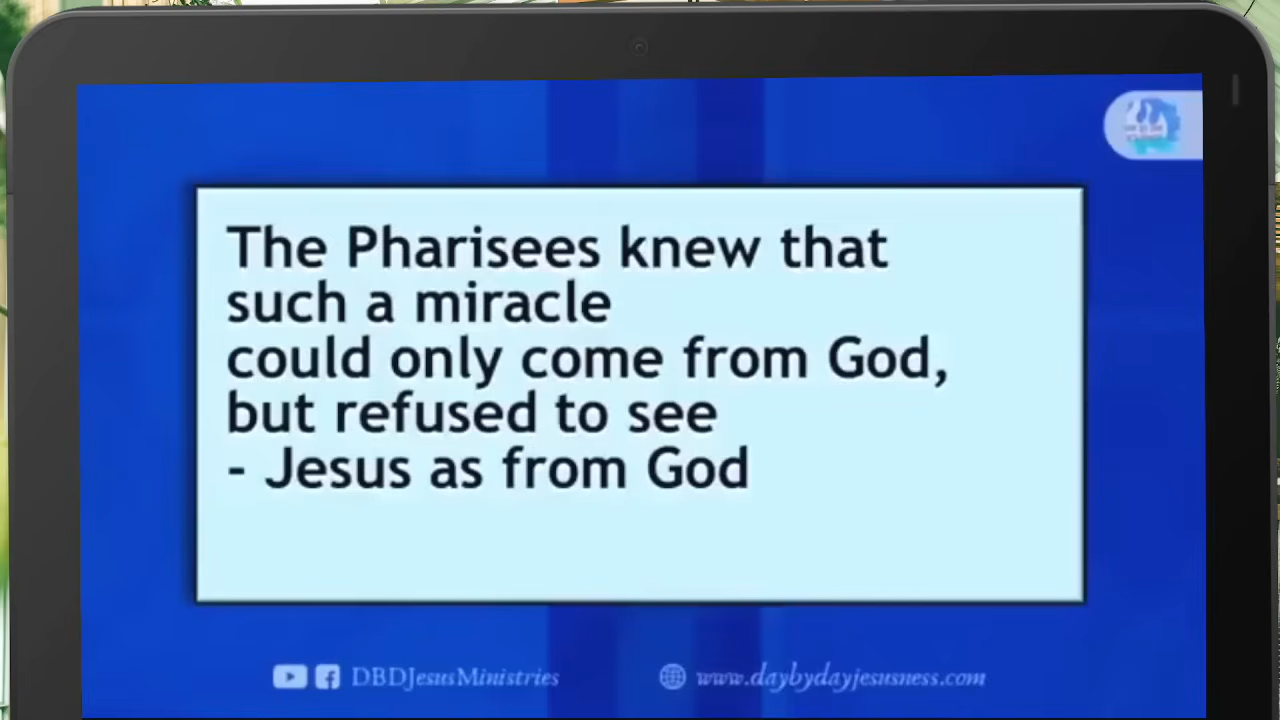 The Pharisees knew that
such a miracle
could only come from God,
but refused to see
- Jesus as from God
DBDJesusMinistries
www.daybydayjesusness.com